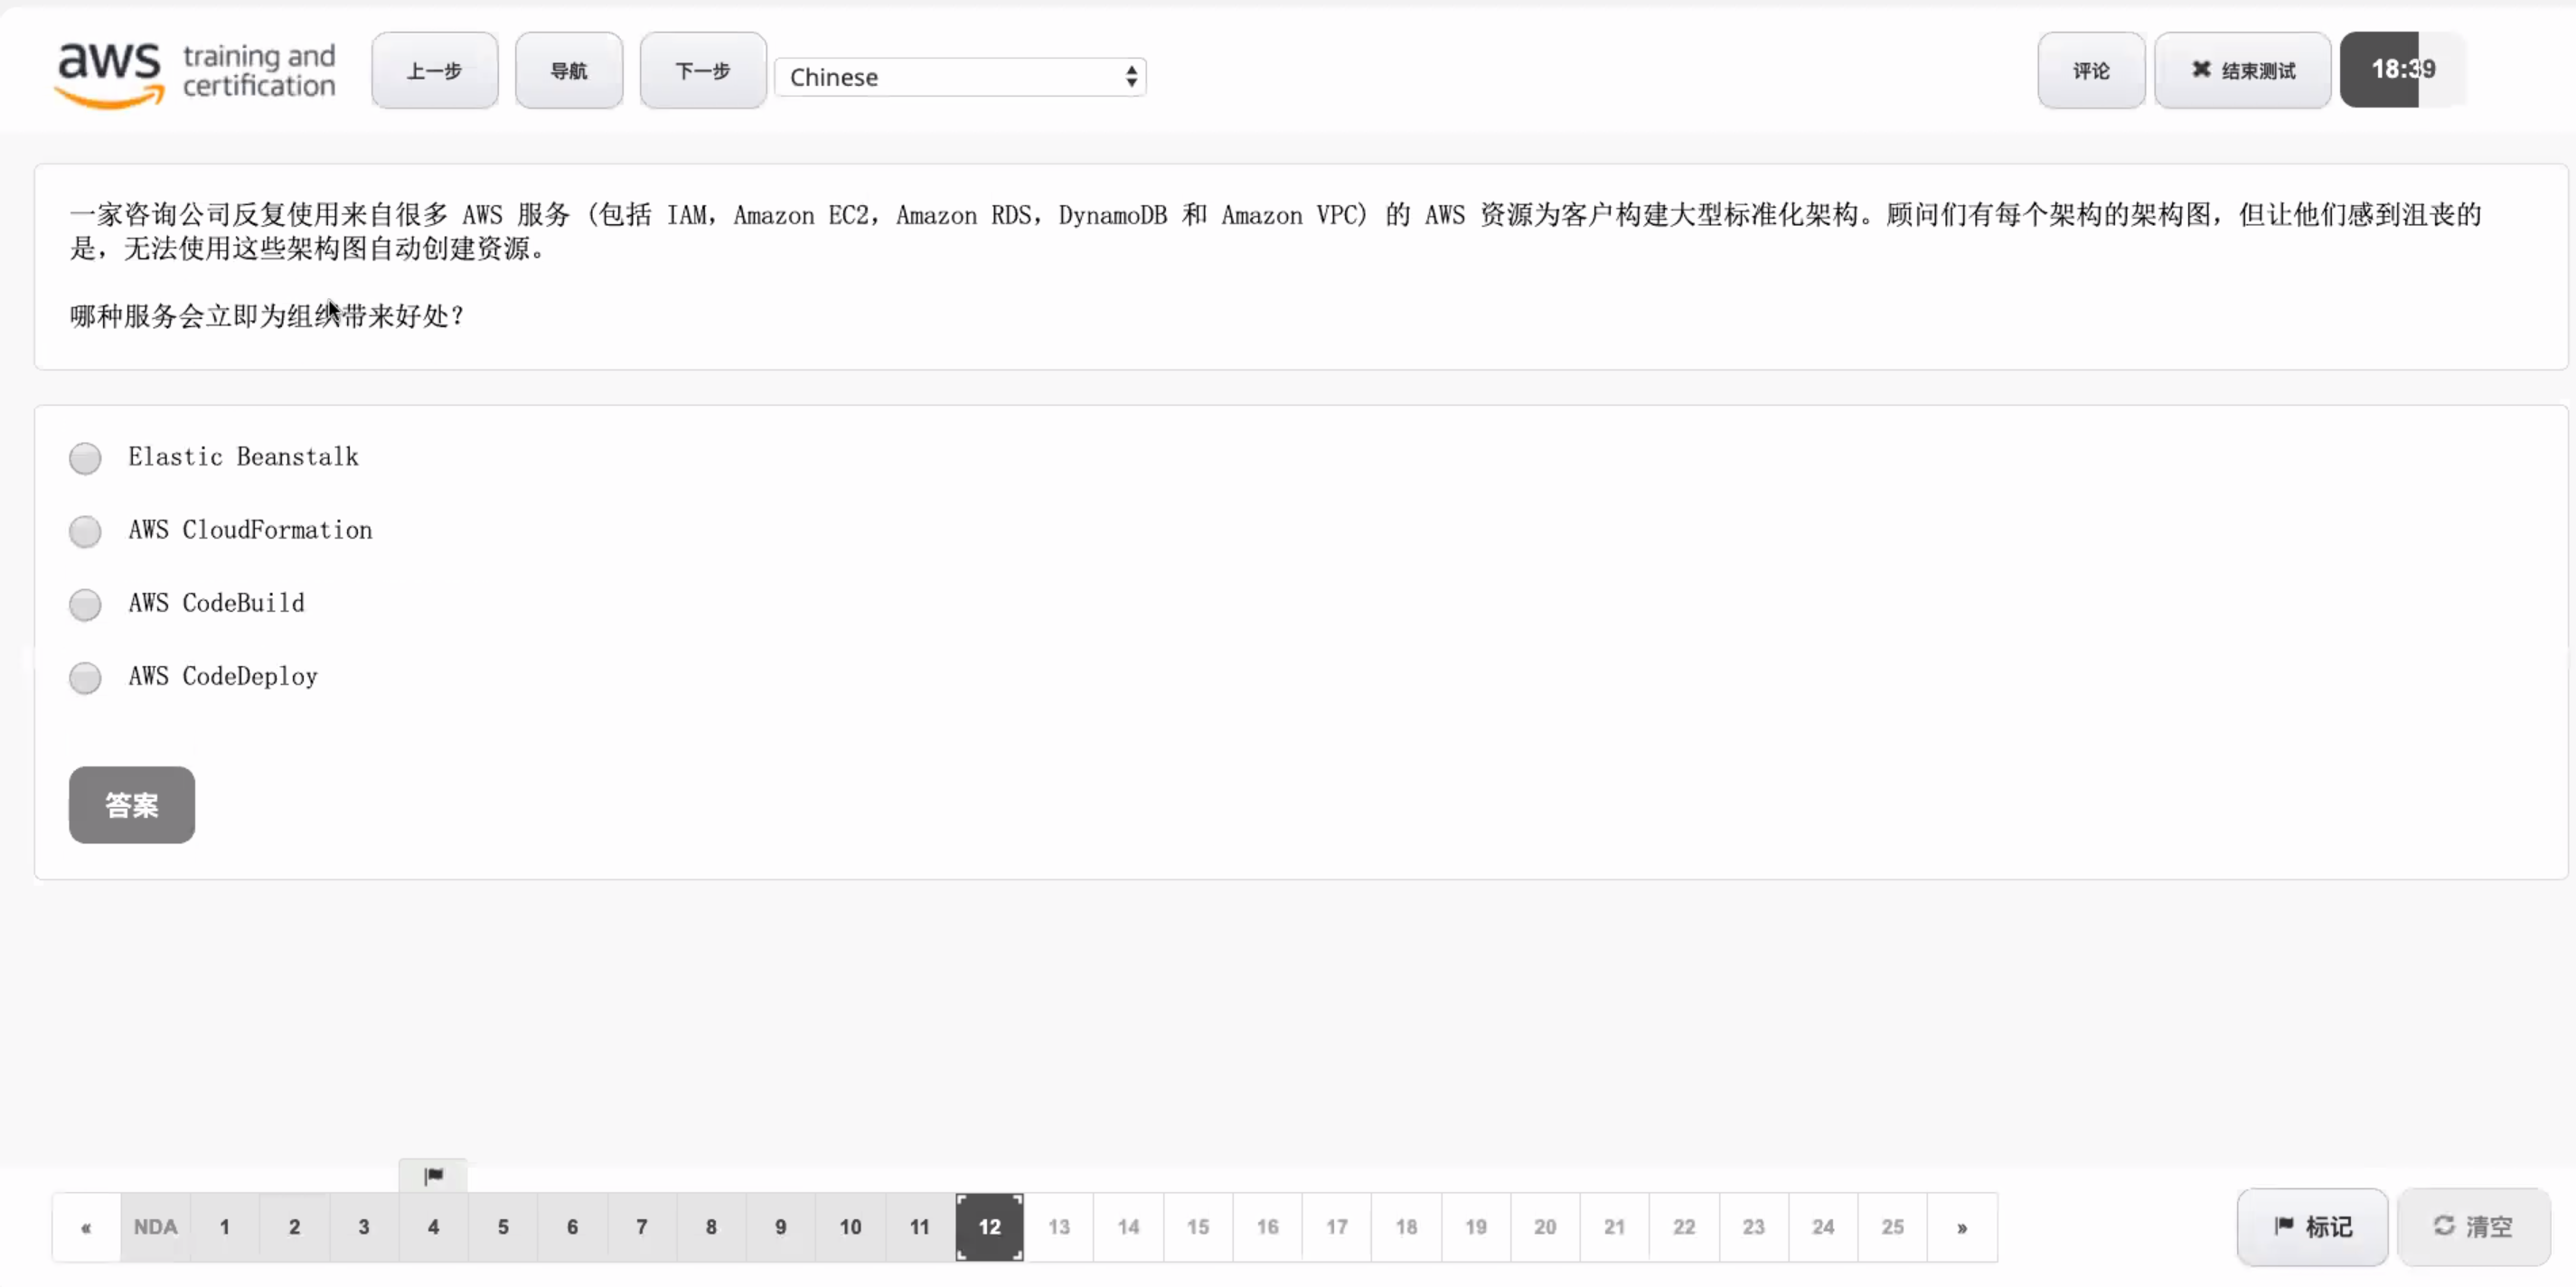 aws training and certification
上一步 导航 下一步 Chinese 评论 ✖ 结束测试 18:39
一家咨询公司反复使用来自很多 AWS 服务 (包括 IAM, Amazon EC2, Amazon RDS, DynamoDB 和 Amazon VPC) 的 AWS 资源为客户构建大型标准化架构。顾问们有每个架构的架构图, 但让他们感到沮丧的
是, 无法使用这些架构图自动创建资源。
哪种服务会立即为组织带来好处?
Elastic Beanstalk
AWS CloudFormation
AWS CodeBuild
AWS CodeDeploy
答案
« NDA 1 2 3 4 5 6 7 8 9 10 11 12 13 14 15 16 17 18 19 20 21 22 23 24 25 » 标记 清空